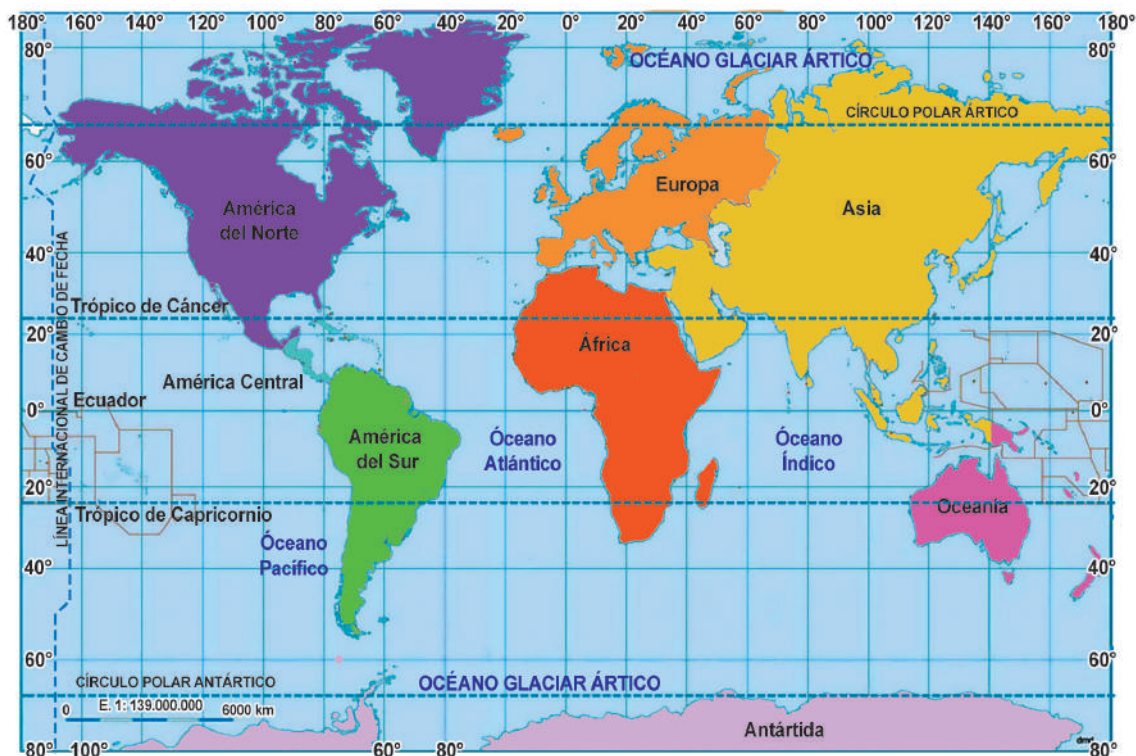 180° 160° 140° 120° 100° 80° 60° 40° 20° 0° 20° 40° 60° 80° 100° 120° 140° 160° 180°
80° OCÉANO GLACIAR ÁRTICO 80°
CÍRCULO POLAR ÁRTICO
60° 60°
Europa
América
del Norte
Asia
40° 40°
LÍNEA INTERNACIONAL DE CAMBO DE FECHA
Trópico de Cáncer
20° 20°
África
América Central
Ecuador
0° 0°
América
del Sur
Óceano
Atlántico
Óceano
Índico
20° 20°
Trópico de Capricornio
Oceanía
Óceano
Pacífico
40° 40°
60° 60°
CÍRCULO POLAR ANTÁRTICO
OCÉANO GLACIAR ÁRTICO
E. 1: 139.000.000
0 6000 km
Antártida
dmvl
80° 100° 60° 80° 80°